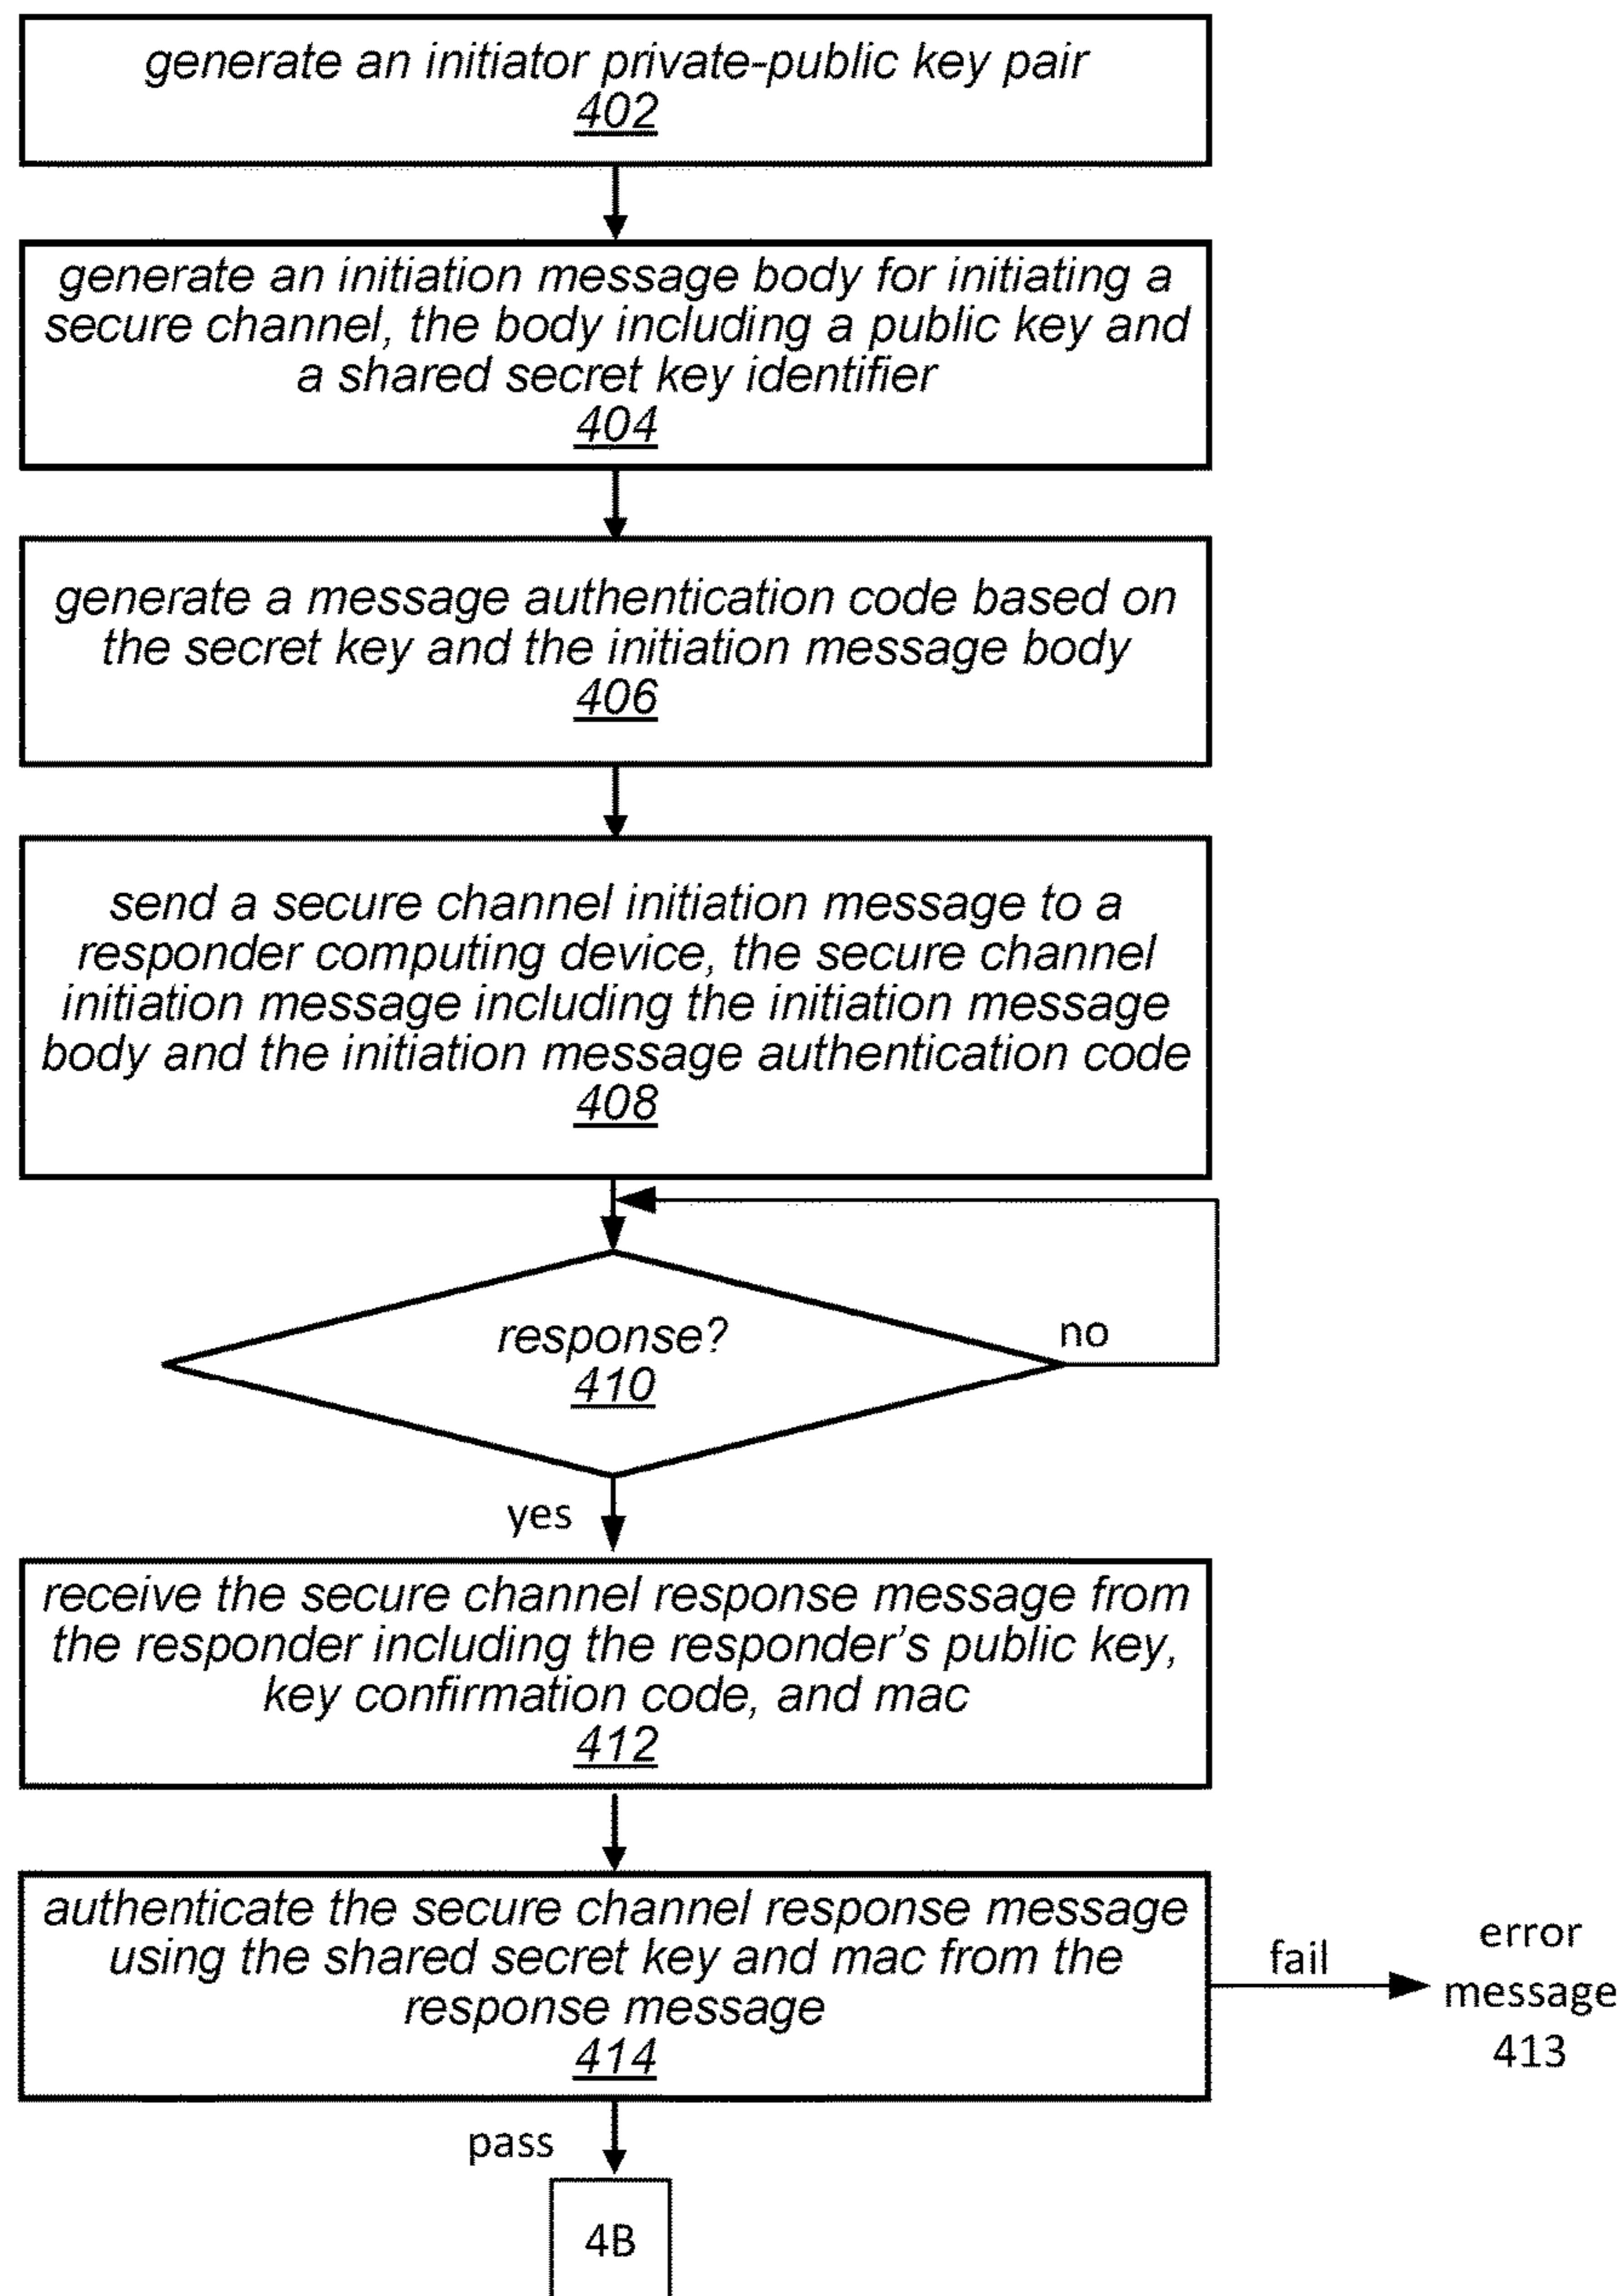 generate an initiator private-public key pair
402
generate an initiation message body for initiating a
secure channel, the body including a public key and
a shared secret key identifier
404
generate a message authentication code based on
the secret key and the initiation message body
406
send a secure channel initiation message to a
responder computing device, the secure channel
initiation message including the initiation message
body and the initiation message authentication code
408
response?
410
no
yes
receive the secure channel response message from
the responder including the responder's public key,
key confirmation code, and mac
412
authenticate the secure channel response message
using the shared secret key and mac from the
response message
414
fail
error
message
413
pass
4B